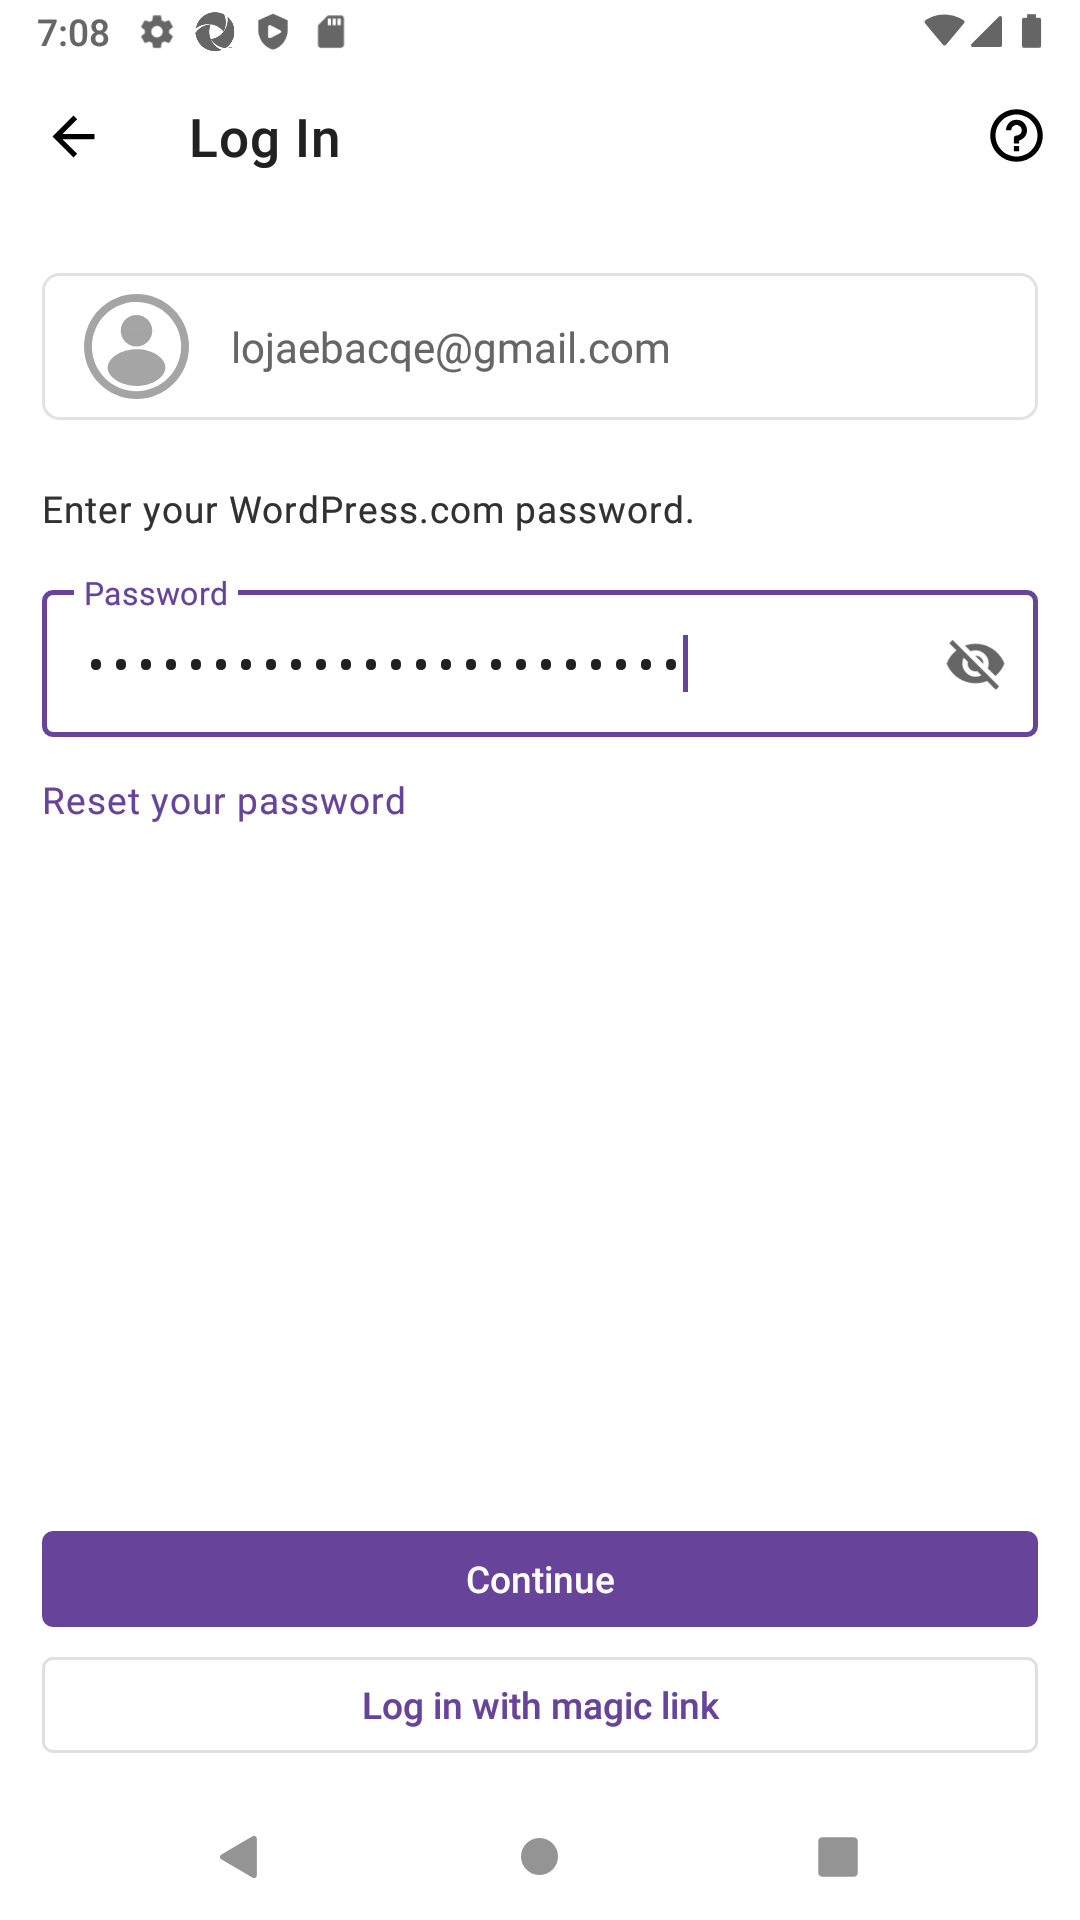 7:08
Log In
lojaebacqe@gmail.com
Enter your WordPress.com password.
Password
••••••••••••••••••••••••
Reset your password
Continue
Log in with magic link